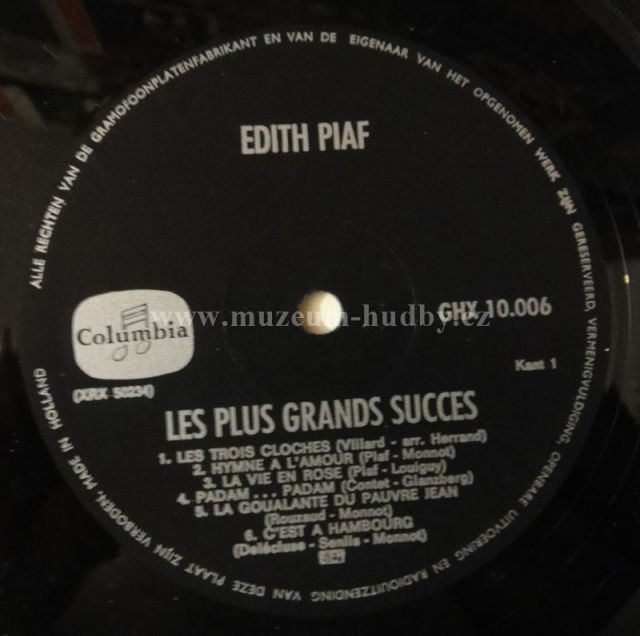 ALLE RECHTEN VAN DE GRAMOFOONPLATENFABRIKANT EN VAN DE EIGENAAR VAN HET OPGENOMEN WERK ZIJN GERESERVEERD, VERMENIGVULDIGING, OPENBARE UITVOERING EN RADIOUITZENDING VAN DEZE PLAAT ZIJN VERBODEN, MADE IN HOLLAND
EDITH PIAF
Columbia
www.muzeum-hudby.cz
GHX 10.006
(XRX 50234)
Kant 1
LES PLUS GRANDS SUCCES
1. LES TROIS CLOCHES (Villard - arr. Herrand)
2. HYMNE A L'AMOUR (Piaf - Monnot)
3. LA VIE EN ROSE (Piaf - Louiguy)
4. PADAM... PADAM (Contet - Glanzberg)
5. LA GOUALANTE DU PAUVRE JEAN
(Rouzaud - Monnot)
6. C'EST A HAMBOURG
(Delécluse - Senlis - Monnot)